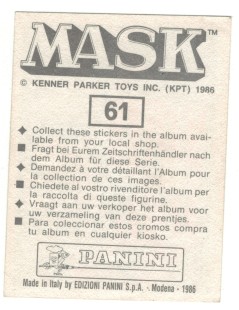 MASK™
© KENNER PARKER TOYS INC. (KPT) 1986
61
◆ Collect these stickers in the album avai-
lable from your local shop.
■ Fragt bei Eurem Zeitschriftenhändler nach
dem Album für diese Serie.
◆ Demandez à votre détaillant l'Album pour
la collection de ces images.
■ Chiedete al vostro rivenditore l'album per
la raccolta di queste figurine.
◆ Vraagt aan uw verkoper het album voor
uw verzameling van deze prentjes.
■ Para coleccionar estos cromos compra
tu album en cualquier kiosko.
PANINI
Made in Italy by EDIZIONI PANINI S.p.A. - Modena - 1986